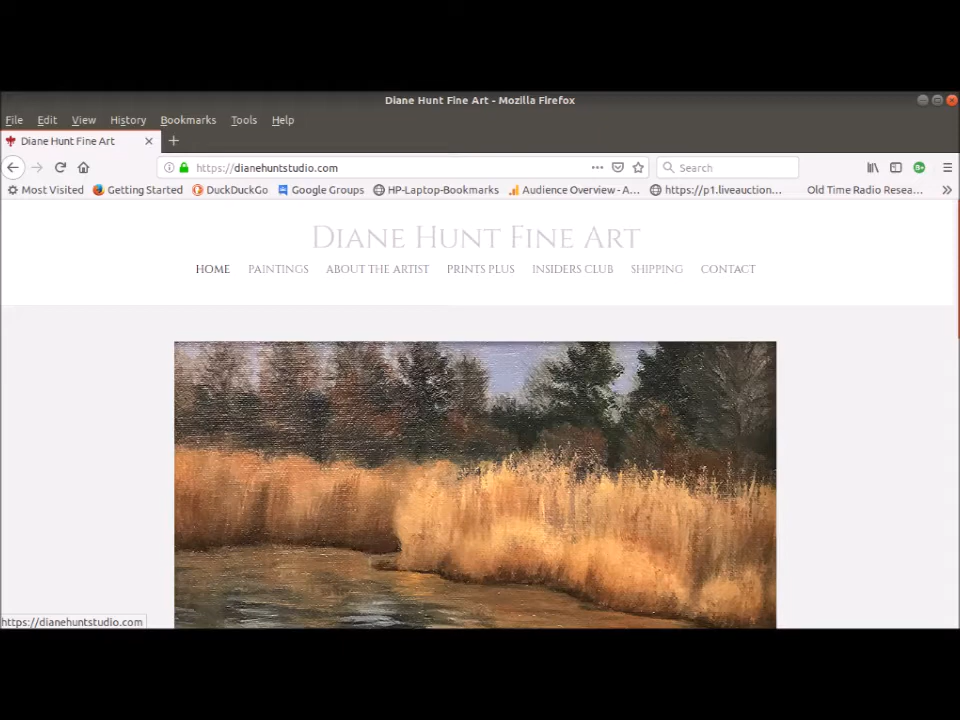 Diane Hunt Fine Art - Mozilla Firefox
File Edit View History Bookmarks Tools Help
Diane Hunt Fine Art
https://dianehuntstudio.com Search
Most Visited Getting Started DuckDuckGo Google Groups HP-Laptop-Bookmarks Audience Overview - A... https://p1.liveauction... Old Time Radio Resea...
Diane Hunt Fine Art
HOME PAINTINGS ABOUT THE ARTIST PRINTS PLUS INSIDERS CLUB SHIPPING CONTACT
https://dianehuntstudio.com